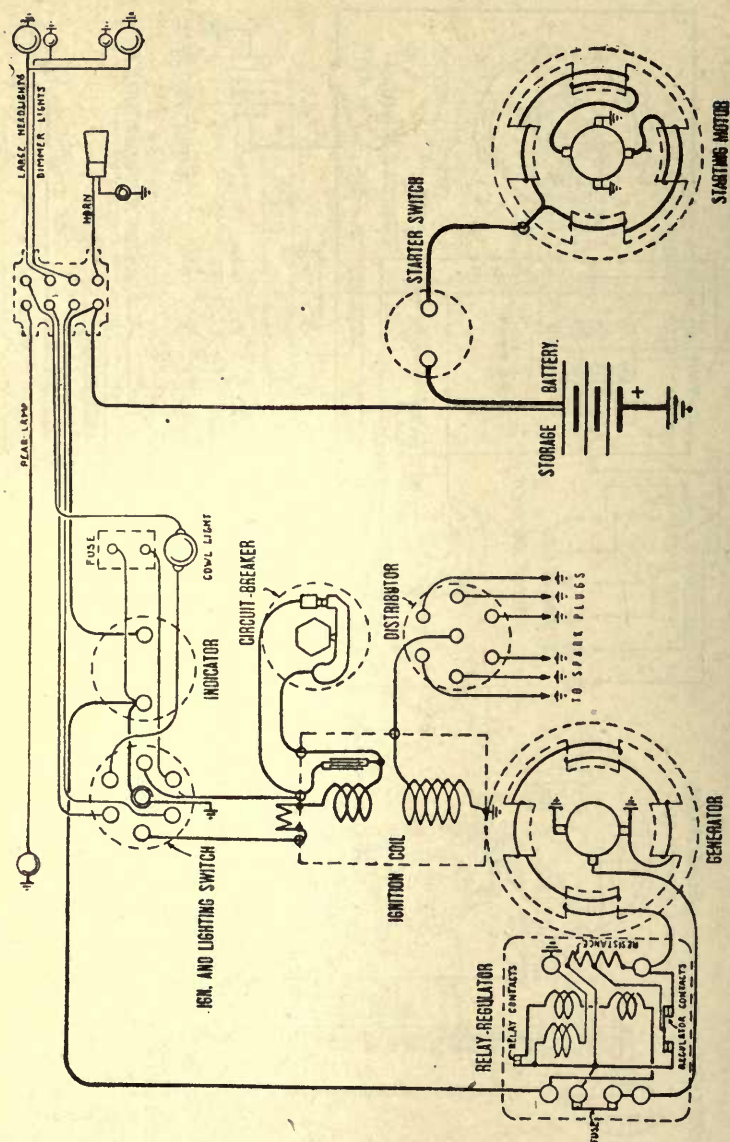 LARGE HEADLIGHTS
DIMMER LIGHTS
HORN
REAR LAMP
STARTING MOTOR
STARTER SWITCH
STORAGE BATTERY.
+
FUSE
COWL LIGHT
INDICATOR
CIRCUIT-BREAKER
DISTRIBUTOR
TO SPARK PLUGS
IGN. AND LIGHTING SWITCH
IGNITION COIL
GENERATOR
RELAY-REGULATOR
RELAY CONTACTS
RESISTANCE
REGULATOR CONTACTS
FUSE